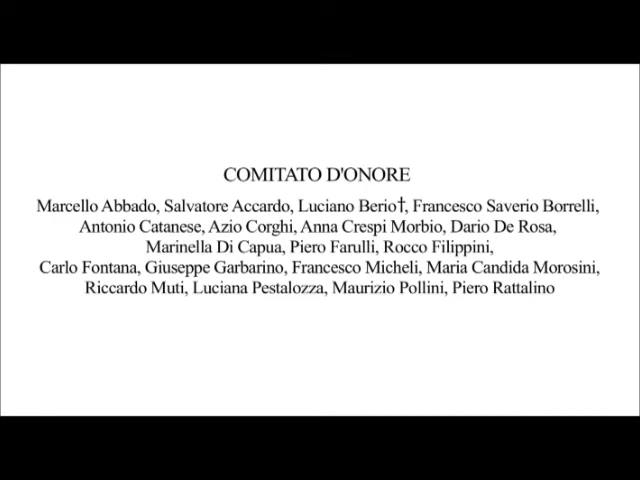 COMITATO D'ONORE
Marcello Abbado, Salvatore Accardo, Luciano Berio†, Francesco Saverio Borrelli,
Antonio Catanese, Azio Corghi, Anna Crespi Morbio, Dario De Rosa,
Marinella Di Capua, Piero Farulli, Rocco Filippini,
Carlo Fontana, Giuseppe Garbarino, Francesco Micheli, Maria Candida Morosini,
Riccardo Muti, Luciana Pestalozza, Maurizio Pollini, Piero Rattalino